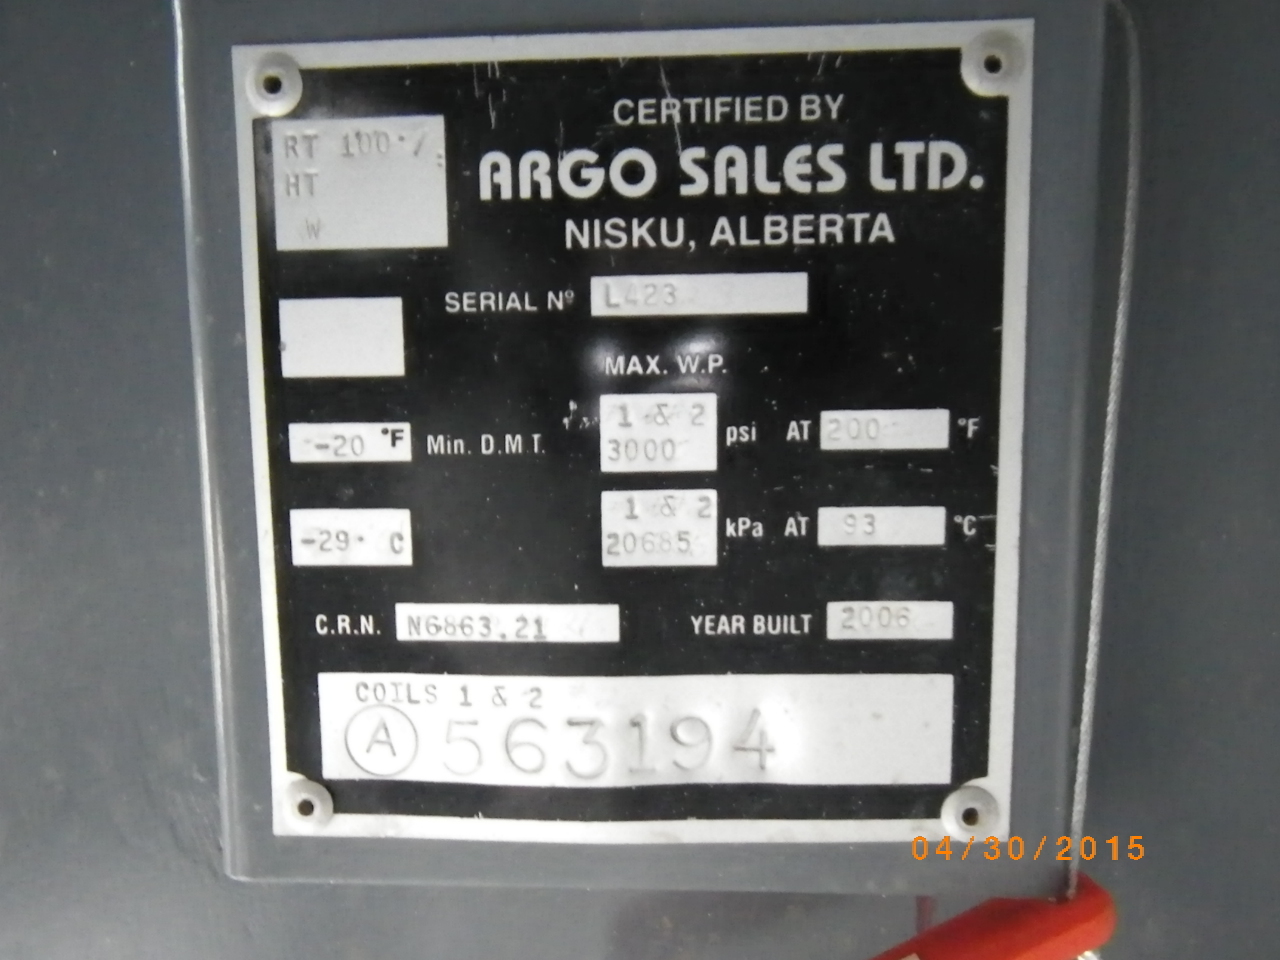 CERTIFIED BY
ARGO SALES LTD.
NISKU, ALBERTA
RT 100%
HT
W
SERIAL Nº L423
MAX. W.P.
-20 °F Min. D.M.T. 1 & 2 3000 psi AT 200 °F
-29° C 1 & 2 20685 kPa AT 93 °C
C.R.N. N6863.21 YEAR BUILT 2006
COILS 1 & 2
A 563194
04/30/2015